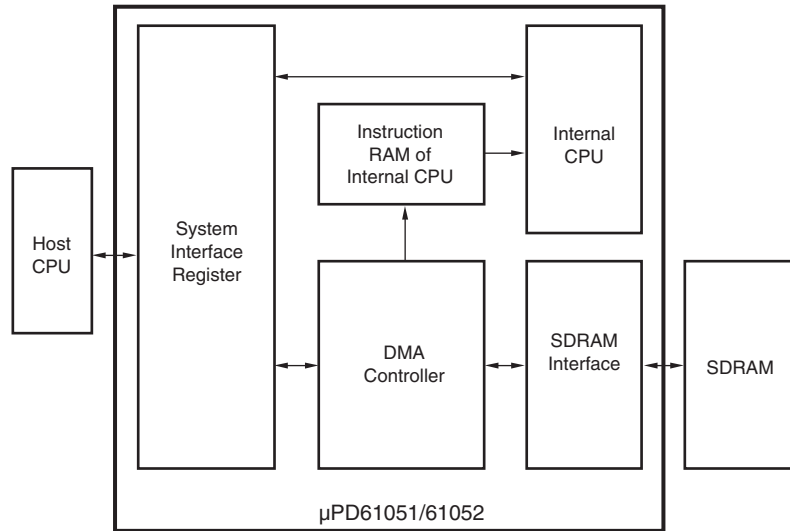 Host
CPU
System
Interface
Register
Instruction
RAM of
Internal CPU
Internal
CPU
DMA
Controller
SDRAM
Interface
SDRAM
µPD61051/61052